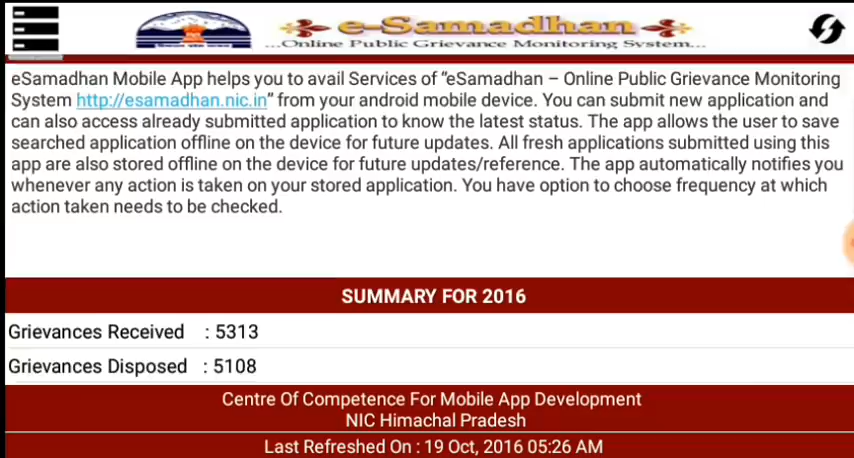 e-Samadhan
...Online Public Grievance Monitoring System...
eSamadhan Mobile App helps you to avail Services of "eSamadhan – Online Public Grievance Monitoring
System http://esamadhan.nic.in" from your android mobile device. You can submit new application and
can also access already submitted application to know the latest status. The app allows the user to save
searched application offline on the device for future updates. All fresh applications submitted using this
app are also stored offline on the device for future updates/reference. The app automatically notifies you
whenever any action is taken on your stored application. You have option to choose frequency at which
action taken needs to be checked.
SUMMARY FOR 2016
Grievances Received : 5313
Grievances Disposed : 5108
Centre Of Competence For Mobile App Development
NIC Himachal Pradesh
Last Refreshed On : 19 Oct, 2016 05:26 AM